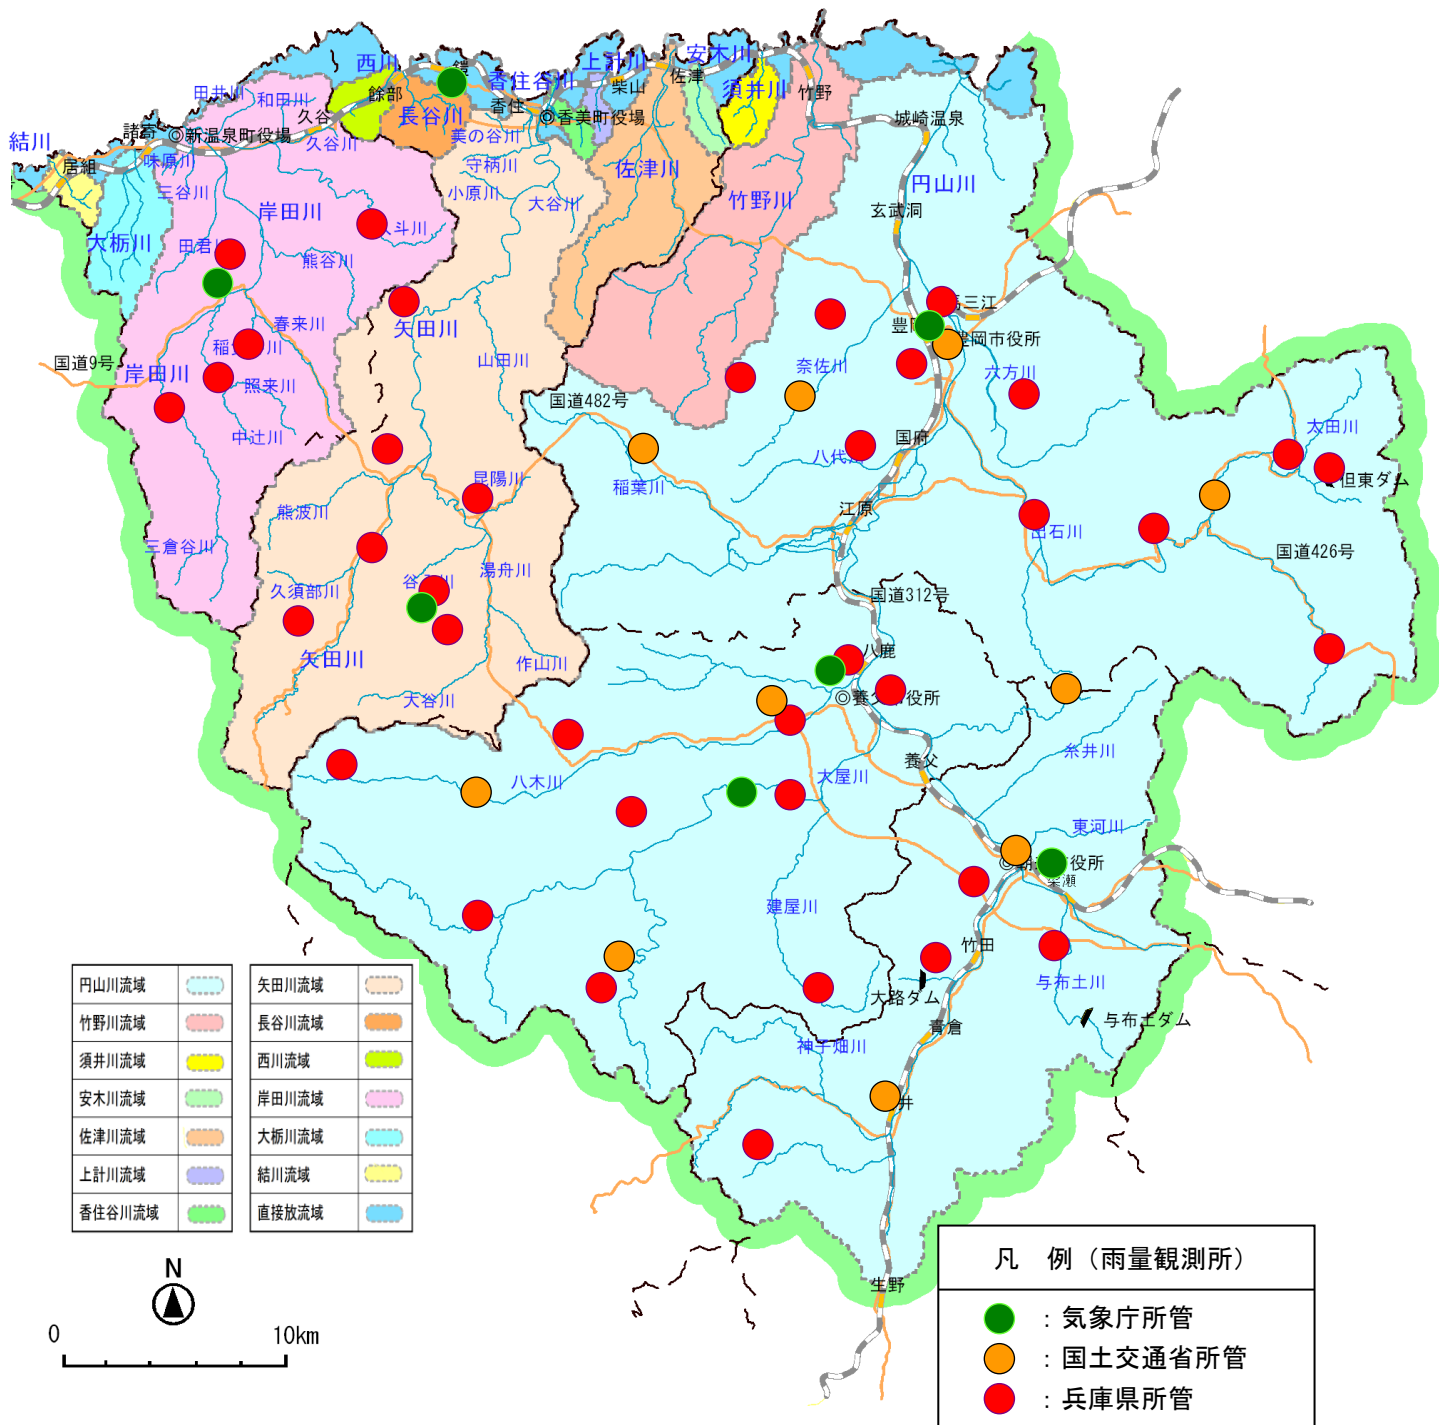 西川
鎧
上計川
安木川
香住谷川
柴山
佐津
須井川
竹野
田井川
和田川
久谷
餘部
長谷川
香住
◎香美町役場
城崎温泉
結川
諸寄
◎新温泉町役場
久谷川
美の谷川
居組
味原川
三谷川
守柄川
小原川
大谷川
佐津川
竹野川
円山川
玄武洞
岸田川
大栃川
熊谷川
春来川
矢田川
山田川
国道9号
岸田川
照来川
中辻川
国道482号
奈佐川
豊岡市役所
六方川
国府
太田川
昆陽川
稲葉川
但東ダム
熊波川
江原
出石川
三倉谷川
国道426号
湯舟川
久須部川
国道312号
矢田川
作山川
八鹿
大谷川
八木川
大屋川
養父
糸井川
東河川
梁瀬
建屋川
竹田
与布土川
大路ダム
青倉
与布土ダム
神子畑川
生野
円山川流域
矢田川流域
竹野川流域
長谷川流域
須井川流域
西川流域
安木川流域
岸田川流域
佐津川流域
大栃川流域
上計川流域
結川流域
香住谷川流域
直接放流域
N
0
10km
凡 例（雨量観測所）
：気象庁所管
：国土交通省所管
：兵庫県所管